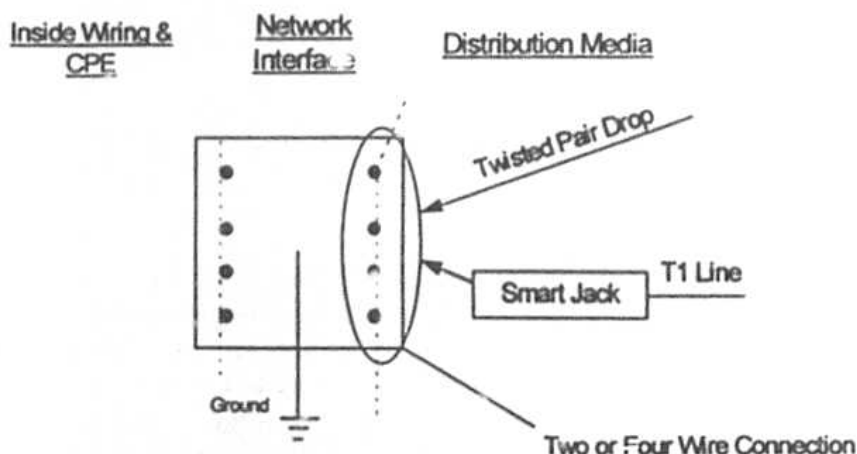 Inside Wiring &
CPE
Network
Interface
Distribution Media
Twisted Pair Drop
T1 Line
Smart Jack
Ground
Two or Four Wire Connection